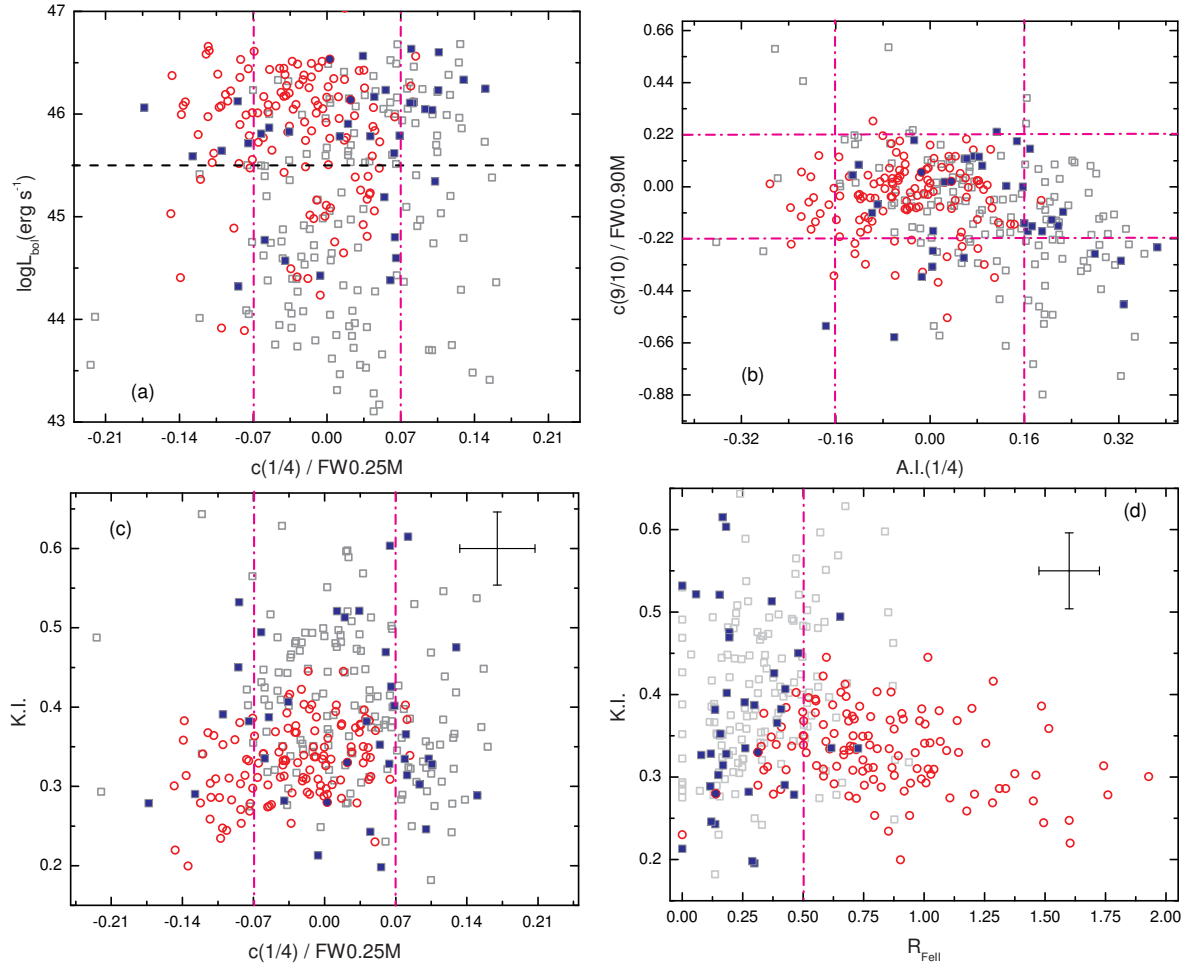 47
46
45
44
43
logL_bol(erg s⁻¹)
(a)
-0.21 -0.14 -0.07 0.00 0.07 0.14 0.21
c(1/4) / FW0.25M
0.66
0.44
0.22
0.00
-0.22
-0.44
-0.66
-0.88
c(9/10) / FW0.90M
(b)
-0.32 -0.16 0.00 0.16 0.32
A.I.(1/4)
(c)
0.6
0.5
0.4
0.3
0.2
K.I.
-0.21 -0.14 -0.07 0.00 0.07 0.14 0.21
c(1/4) / FW0.25M
(d)
0.6
0.5
0.4
0.3
0.2
K.I.
0.00 0.25 0.50 0.75 1.00 1.25 1.50 1.75 2.00
R_FeII